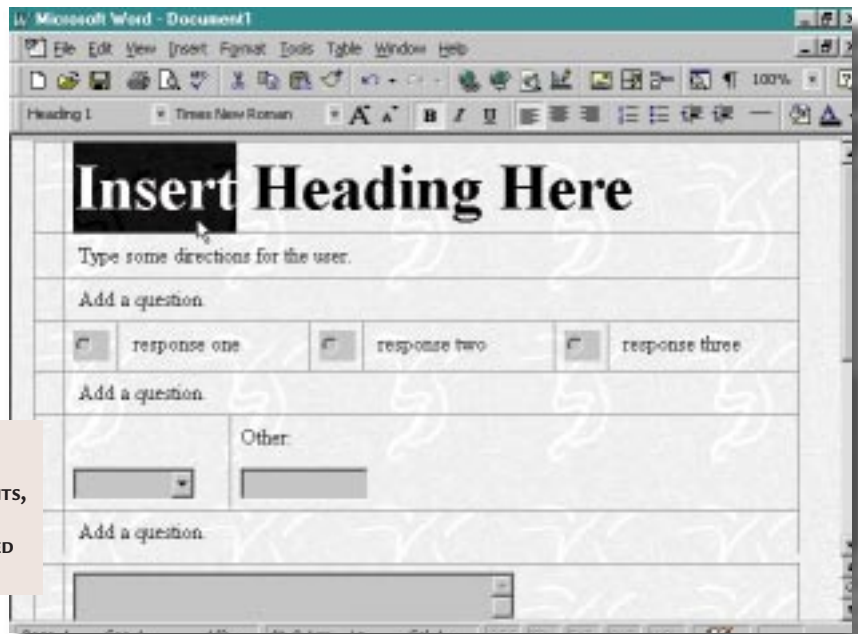 Microsoft Word - Document1
File Edit View Insert Format Tools Table Window Help
100%
Heading 1 Times New Roman A A B I U A
Insert Heading Here
Type some directions for the user.
Add a question.
response one response two response three
Add a question.
Other:
Add a question.